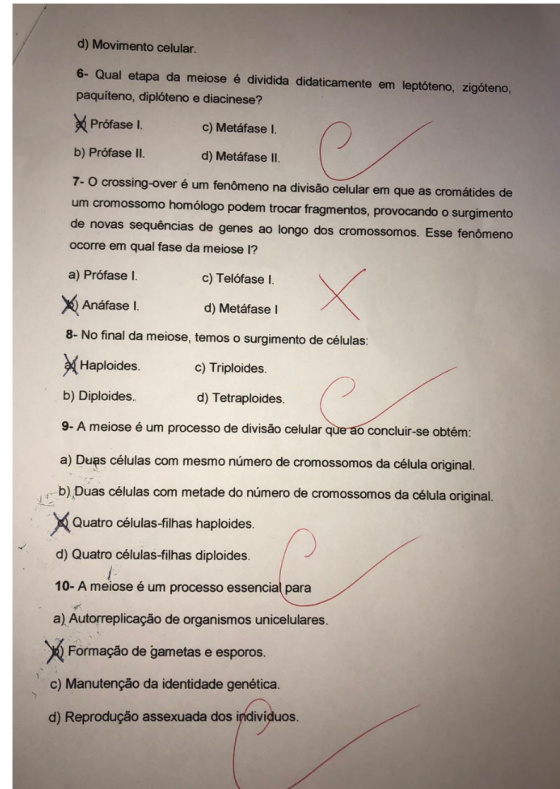 d) Movimento celular.
6- Qual etapa da meiose é dividida didaticamente em leptóteno, zigóteno,
paquíteno, diplóteno e diacinese?
a) Prófase I. c) Metáfase I.
b) Prófase II. d) Metáfase II.
7- O crossing-over é um fenômeno na divisão celular em que as cromátides de
um cromossomo homólogo podem trocar fragmentos, provocando o surgimento
de novas sequências de genes ao longo dos cromossomos. Esse fenômeno
ocorre em qual fase da meiose I?
a) Prófase I. c) Telófase I.
b) Anáfase I. d) Metáfase I
8- No final da meiose, temos o surgimento de células:
a) Haploides. c) Triploides.
b) Diploides. d) Tetraploides.
9- A meiose é um processo de divisão celular que ao concluir-se obtém:
a) Duas células com mesmo número de cromossomos da célula original.
b) Duas células com metade do número de cromossomos da célula original.
c) Quatro células-filhas haploides.
d) Quatro células-filhas diploides.
10- A meiose é um processo essencial para
a) Autorreplicação de organismos unicelulares.
b) Formação de gametas e esporos.
c) Manutenção da identidade genética.
d) Reprodução assexuada dos indivíduos.